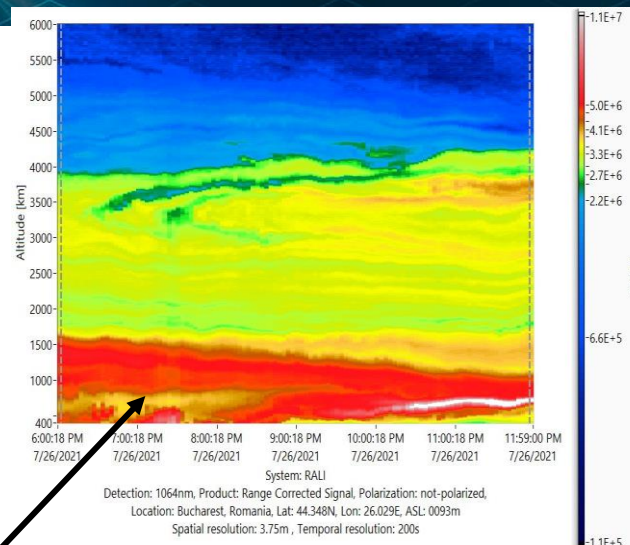 6000
5500
5000
4500
4000
3500
3000
2500
2000
1500
1000
400
Altitude [km]
6:00:18 PM 7:00:18 PM 8:00:18 PM 9:00:18 PM 10:00:18 PM 11:00:18 PM 11:59:00 PM
7/26/2021 7/26/2021 7/26/2021 7/26/2021 7/26/2021 7/26/2021 7/26/2021
System: RALI
Detection: 1064nm, Product: Range Corrected Signal, Polarization: not-polarized,
Location: Bucharest, Romania, Lat: 44.348N, Lon: 26.029E, ASL: 0093m
Spatial resolution: 3.75m , Temporal resolution: 200s
-1.1E+7
-5.0E+6
-4.1E+6
-3.3E+6
-2.7E+6
-2.2E+6
-6.6E+5
-1.1E+5